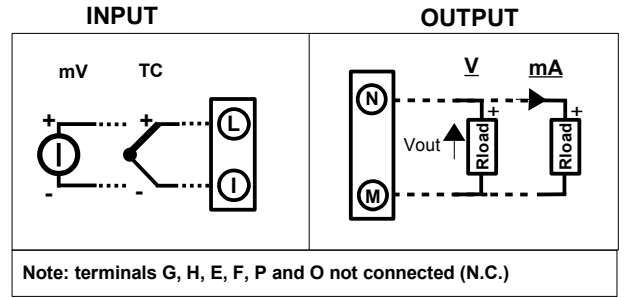 INPUT
OUTPUT
mV TC
+ +
L
- -
I
V mA
N
+ +
Vout
Rload
Rload
M
Note: terminals G, H, E, F, P and O not connected (N.C.)